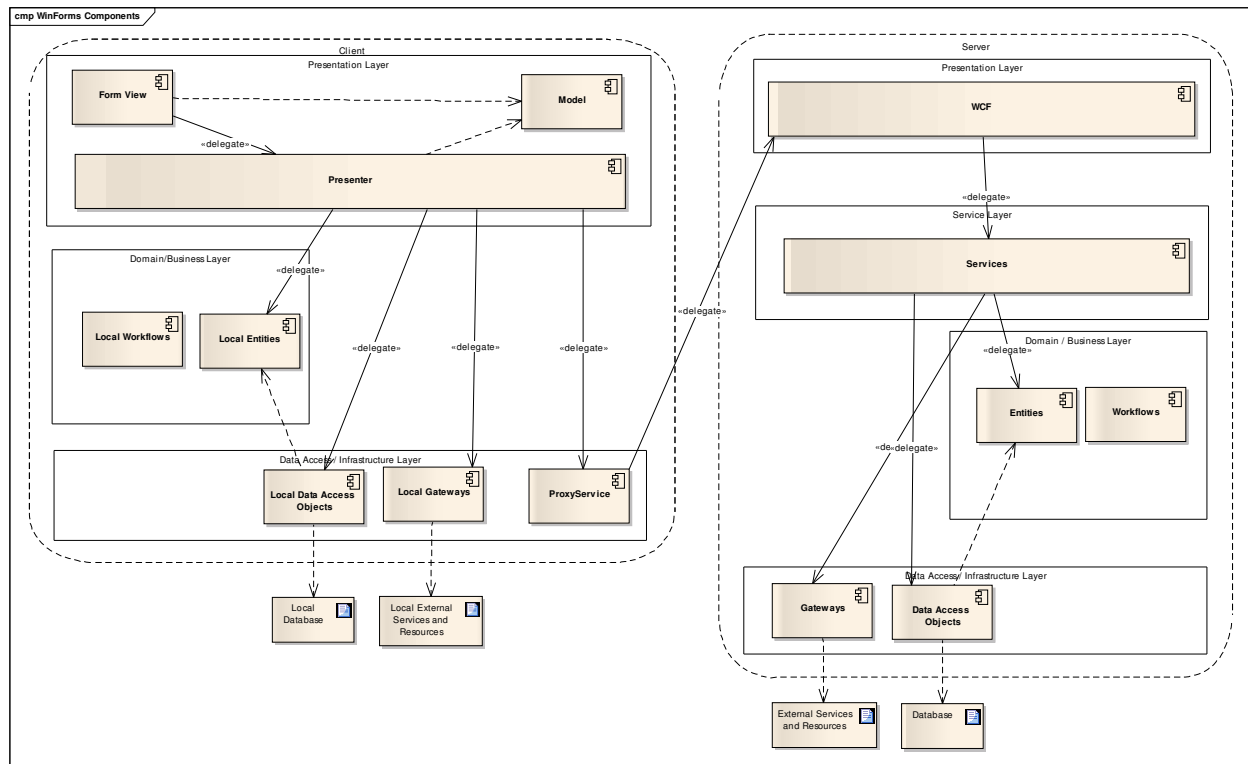 cmp WinForms Components
Client
Presentation Layer
Form View
Model
«delegate»
Presenter
Domain/Business Layer
«delegate»
Local Workflows
Local Entities
«delegate»
«delegate»
«delegate»
«delegate»
Data Access/ Infrastructure Layer
Local Data Access
Objects
Local Gateways
ProxyService
Local
Database
Local External
Services and
Resources
Server
Presentation Layer
WCF
«delegate»
Service Layer
Services
Domain / Business Layer
«delegate»
Entities
Workflows
«de
«delegate»
Data Access/ Infrastructure Layer
Gateways
Data Access
Objects
External Services
and Resources
Database